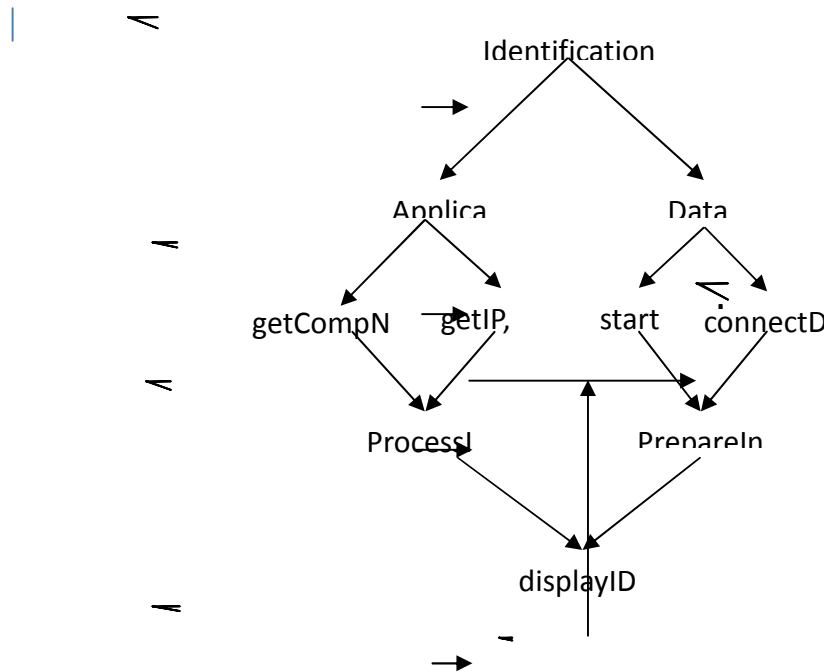 Identification
Applica Data
getCompN getIP, start connectD
ProcessI PrepareIn
displayID